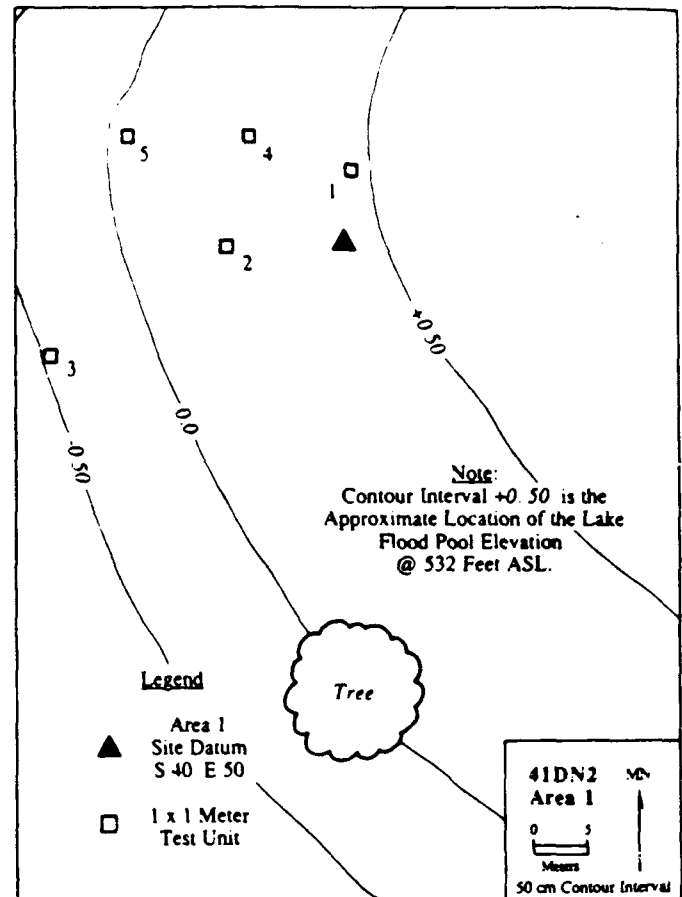 5
4
1
2
3
+0.50
0.0
-0.50
Note:
Contour Interval +0.50 is the
Approximate Location of the Lake
Flood Pool Elevation
@ 532 Feet ASL.
Tree
Legend
Area 1
Site Datum
S 40 E 50
1 x 1 Meter
Test Unit
41DN2 MN
Area 1
0 5
Meters
50 cm Contour Interval